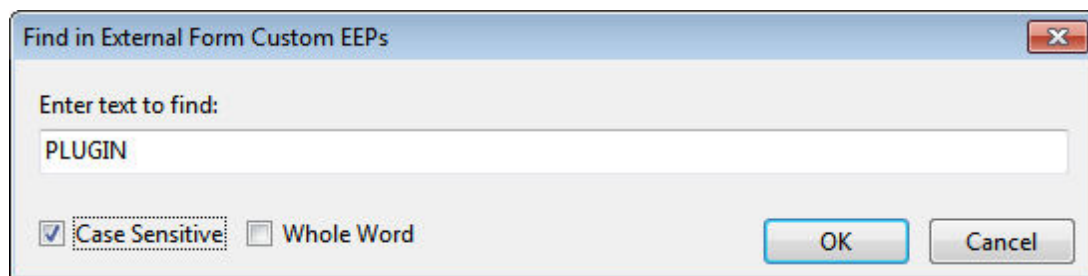 Find in External Form Custom EEPs
Enter text to find:
PLUGIN
Case Sensitive Whole Word OK Cancel